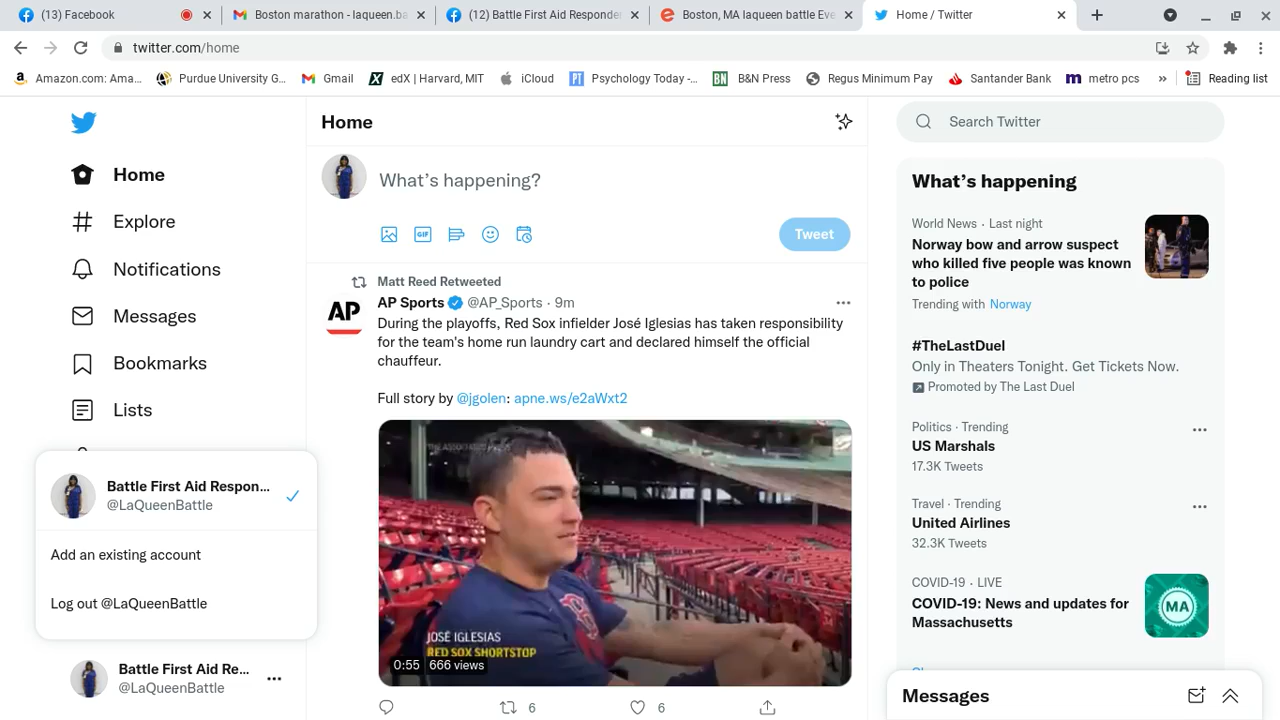 (13) Facebook
Boston marathon - laqueen.ba
(12) Battle First Aid Responder
Boston, MA laqueen battle Eve
Home / Twitter
twitter.com/home
Amazon.com: Ama...
Purdue University G...
Gmail
edX | Harvard, MIT
iCloud
Psychology Today -...
B&N Press
Regus Minimum Pay
Santander Bank
metro pcs
Reading list
Home
Explore
Notifications
Messages
Bookmarks
Lists
Battle First Aid Respon...
@LaQueenBattle
Add an existing account
Log out @LaQueenBattle
Battle First Aid Re...
@LaQueenBattle
Home
What's happening?
GIF
Tweet
Matt Reed Retweeted
AP
AP Sports @AP_Sports · 9m
During the playoffs, Red Sox infielder José Iglesias has taken responsibility
for the team's home run laundry cart and declared himself the official
chauffeur.
Full story by @jgolen: apne.ws/e2aWxt2
THE ASSOCIATED PRESS
JOSÉ IGLESIAS
RED SOX SHORTSTOP
0:55 666 views
6
6
Search Twitter
What's happening
World News · Last night
Norway bow and arrow suspect
who killed five people was known
to police
Trending with Norway
#TheLastDuel
Only in Theaters Tonight. Get Tickets Now.
Promoted by The Last Duel
Politics · Trending
US Marshals
17.3K Tweets
Travel · Trending
United Airlines
32.3K Tweets
COVID-19 · LIVE
COVID-19: News and updates for
Massachusetts
MA
Messages